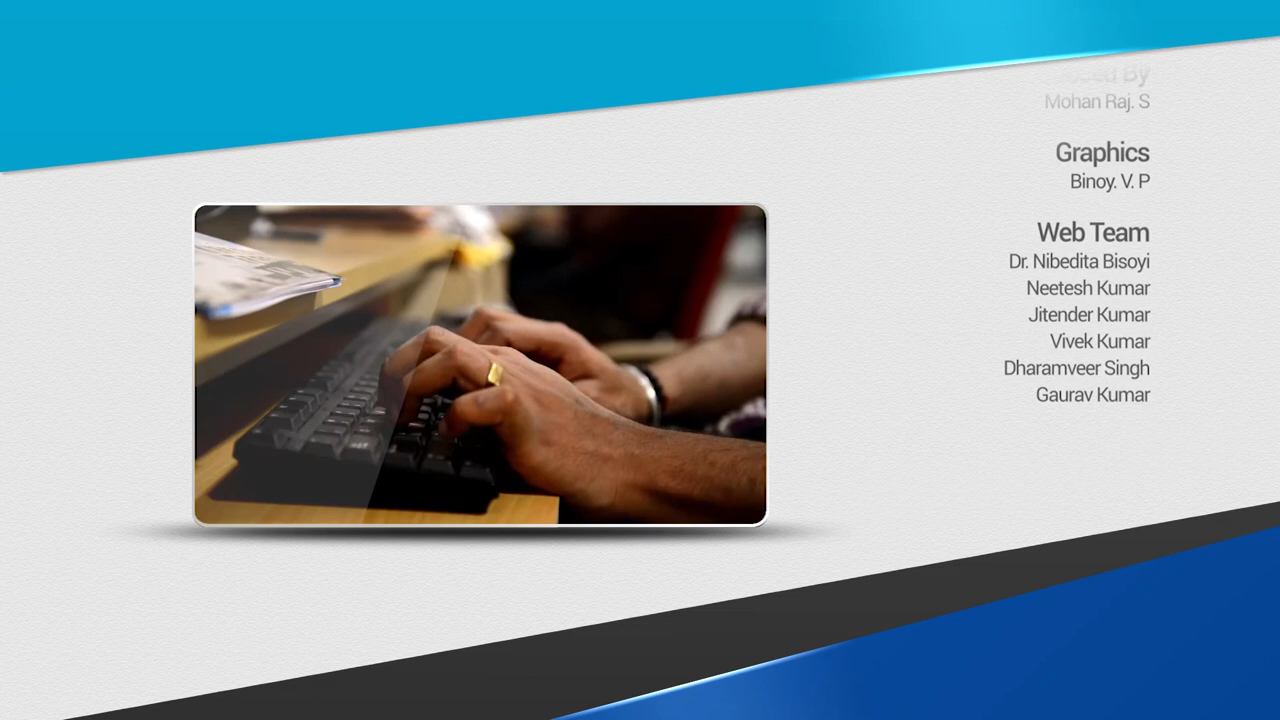 By
Mohan Raj. S
Graphics
Binoy. V. P
Web Team
Dr. Nibedita Bisoyi
Neetesh Kumar
Jitender Kumar
Vivek Kumar
Dharamveer Singh
Gaurav Kumar